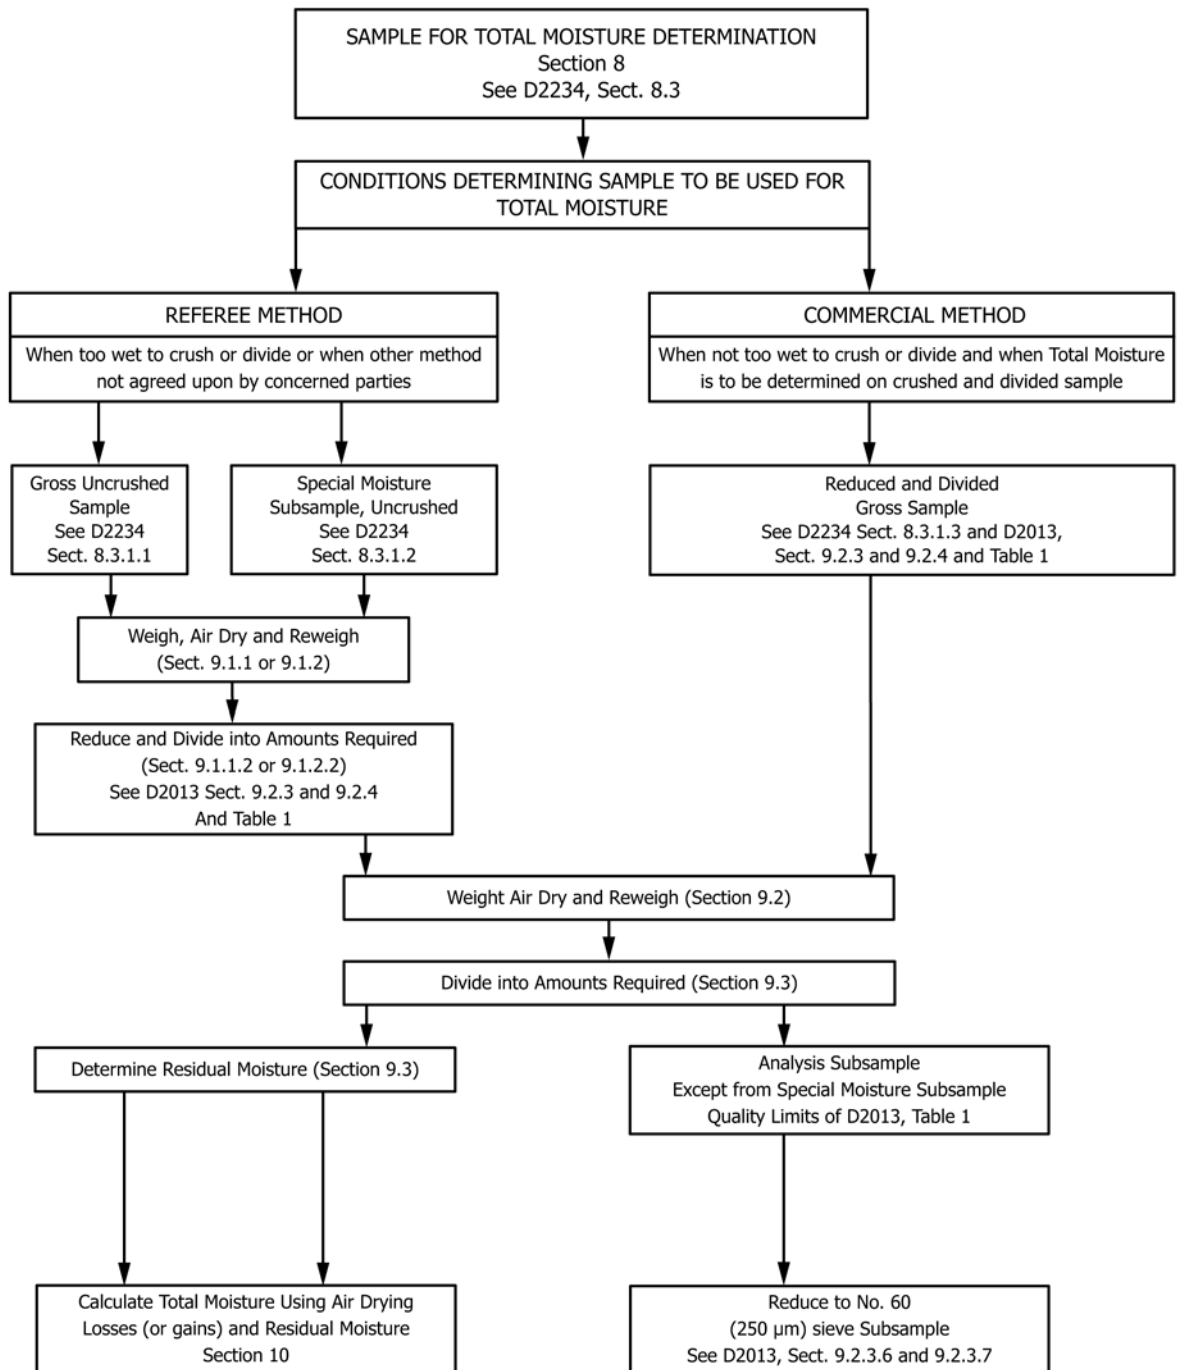 SAMPLE FOR TOTAL MOISTURE DETERMINATION
Section 8
See D2234, Sect. 8.3
CONDITIONS DETERMINING SAMPLE TO BE USED FOR
TOTAL MOISTURE
REFEREE METHOD
When too wet to crush or divide or when other method
not agreed upon by concerned parties
COMMERCIAL METHOD
When not too wet to crush or divide and when Total Moisture
is to be determined on crushed and divided sample
Gross Uncrushed
Sample
See D2234
Sect. 8.3.1.1
Special Moisture
Subsample, Uncrushed
See D2234
Sect. 8.3.1.2
Reduced and Divided
Gross Sample
See D2234 Sect. 8.3.1.3 and D2013,
Sect. 9.2.3 and 9.2.4 and Table 1
Weigh, Air Dry and Reweigh
(Sect. 9.1.1 or 9.1.2)
Reduce and Divide into Amounts Required
(Sect. 9.1.1.2 or 9.1.2.2)
See D2013 Sect. 9.2.3 and 9.2.4
And Table 1
Weight Air Dry and Reweigh (Section 9.2)
Divide into Amounts Required (Section 9.3)
Determine Residual Moisture (Section 9.3)
Analysis Subsample
Except from Special Moisture Subsample
Quality Limits of D2013, Table 1
Calculate Total Moisture Using Air Drying
Losses (or gains) and Residual Moisture
Section 10
Reduce to No. 60
(250 µm) sieve Subsample
See D2013, Sect. 9.2.3.6 and 9.2.3.7